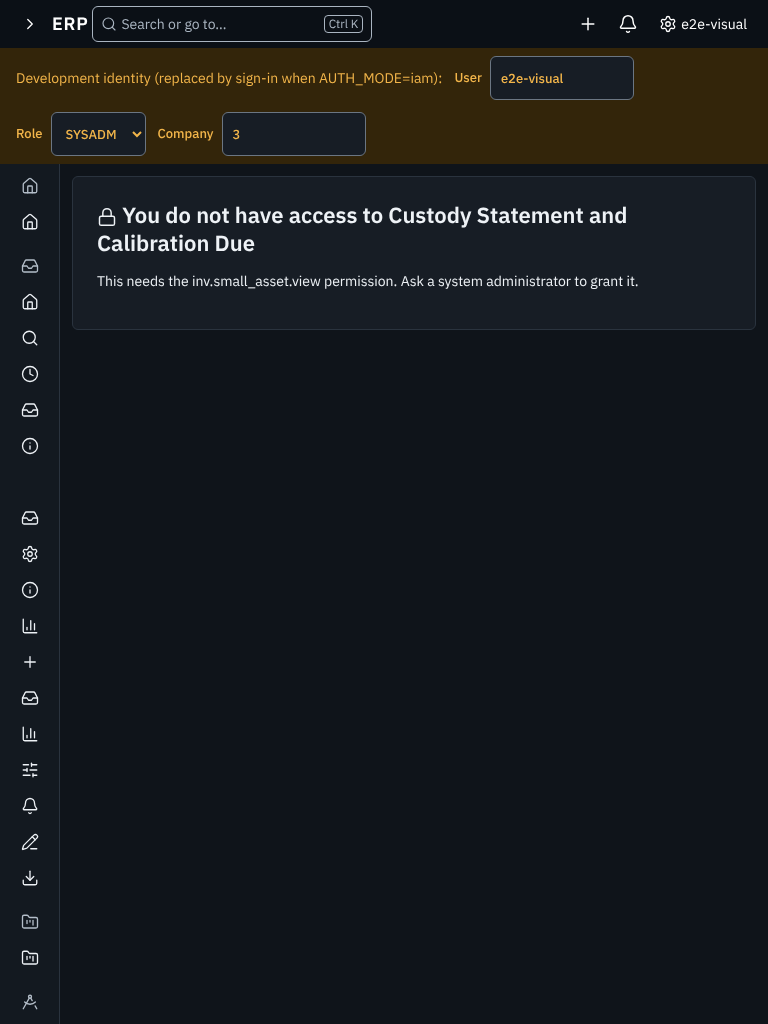 ERP Search or go to... Ctrl K e2e-visual
Development identity (replaced by sign-in when AUTH_MODE=iam): User e2e-visual
Role SYSADM Company 3
You do not have access to Custody Statement and
Calibration Due
This needs the inv.small_asset.view permission. Ask a system administrator to grant it.